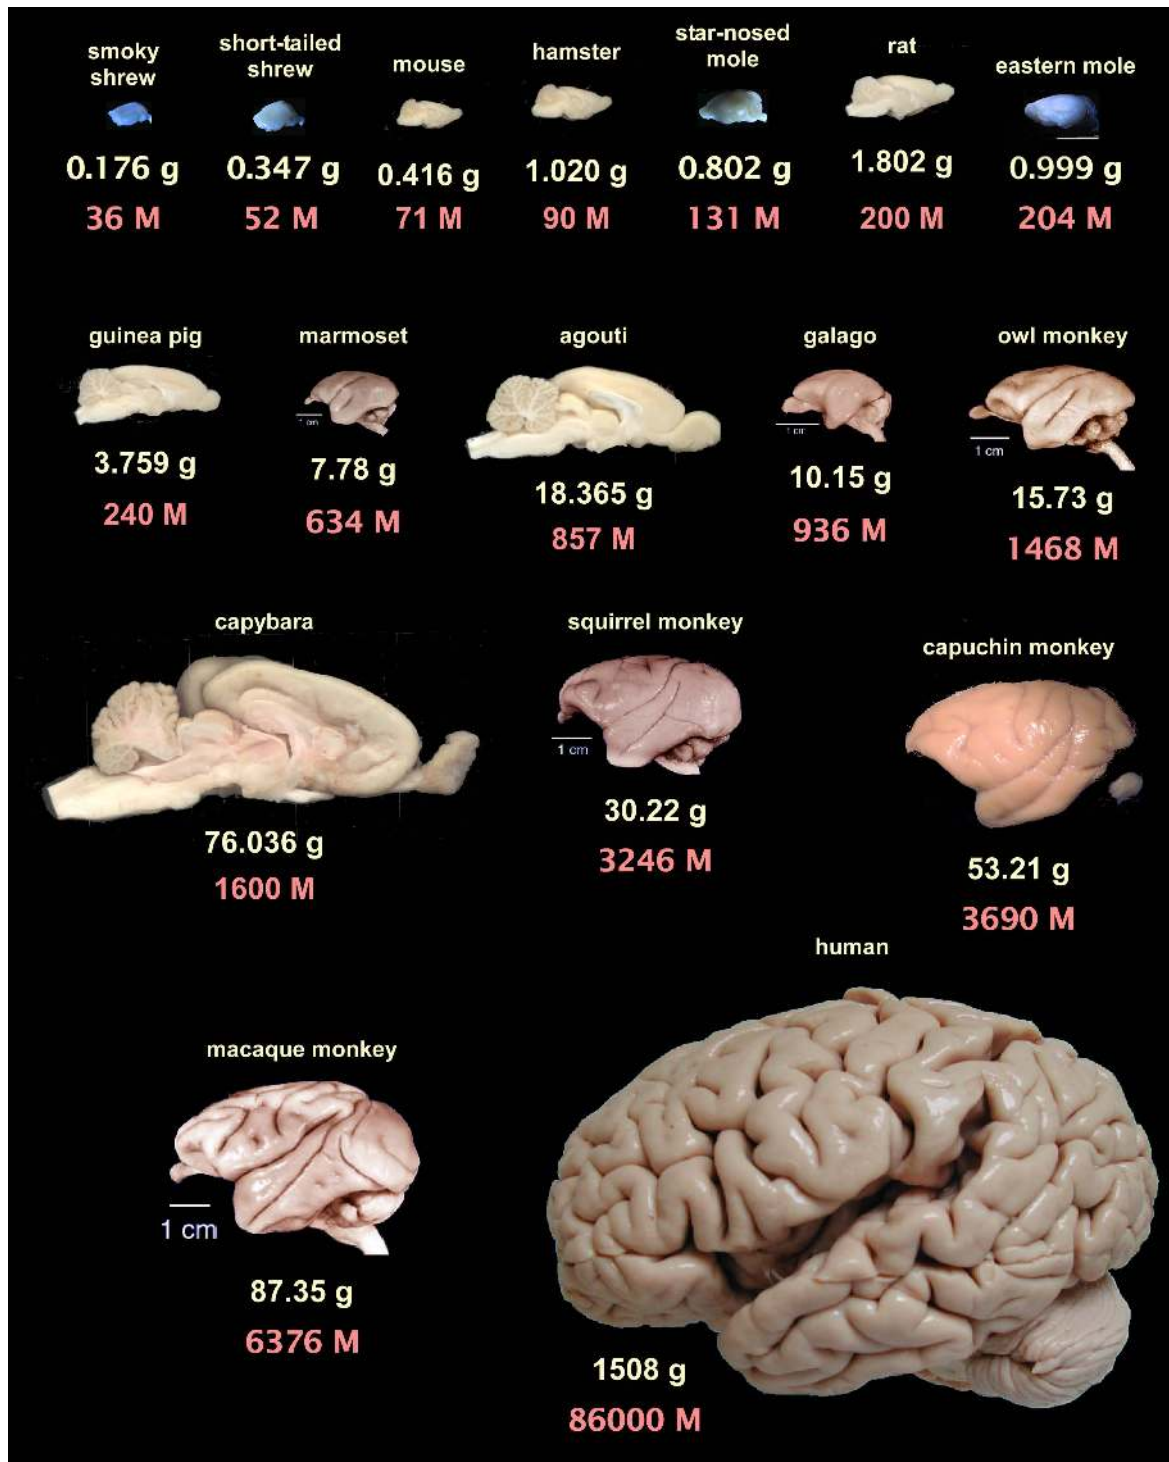 smoky
shrew
short-tailed
shrew
mouse
hamster
star-nosed
mole
rat
eastern mole
0.176 g
0.347 g
0.416 g
1.020 g
0.802 g
1.802 g
0.999 g
36 M
52 M
71 M
90 M
131 M
200 M
204 M
guinea pig
marmoset
agouti
galago
owl monkey
1 cm
1 cm
1 cm
3.759 g
7.78 g
18.365 g
10.15 g
15.73 g
240 M
634 M
857 M
936 M
1468 M
capybara
squirrel monkey
capuchin monkey
1 cm
76.036 g
30.22 g
53.21 g
1600 M
3246 M
3690 M
human
macaque monkey
1 cm
87.35 g
6376 M
1508 g
86000 M